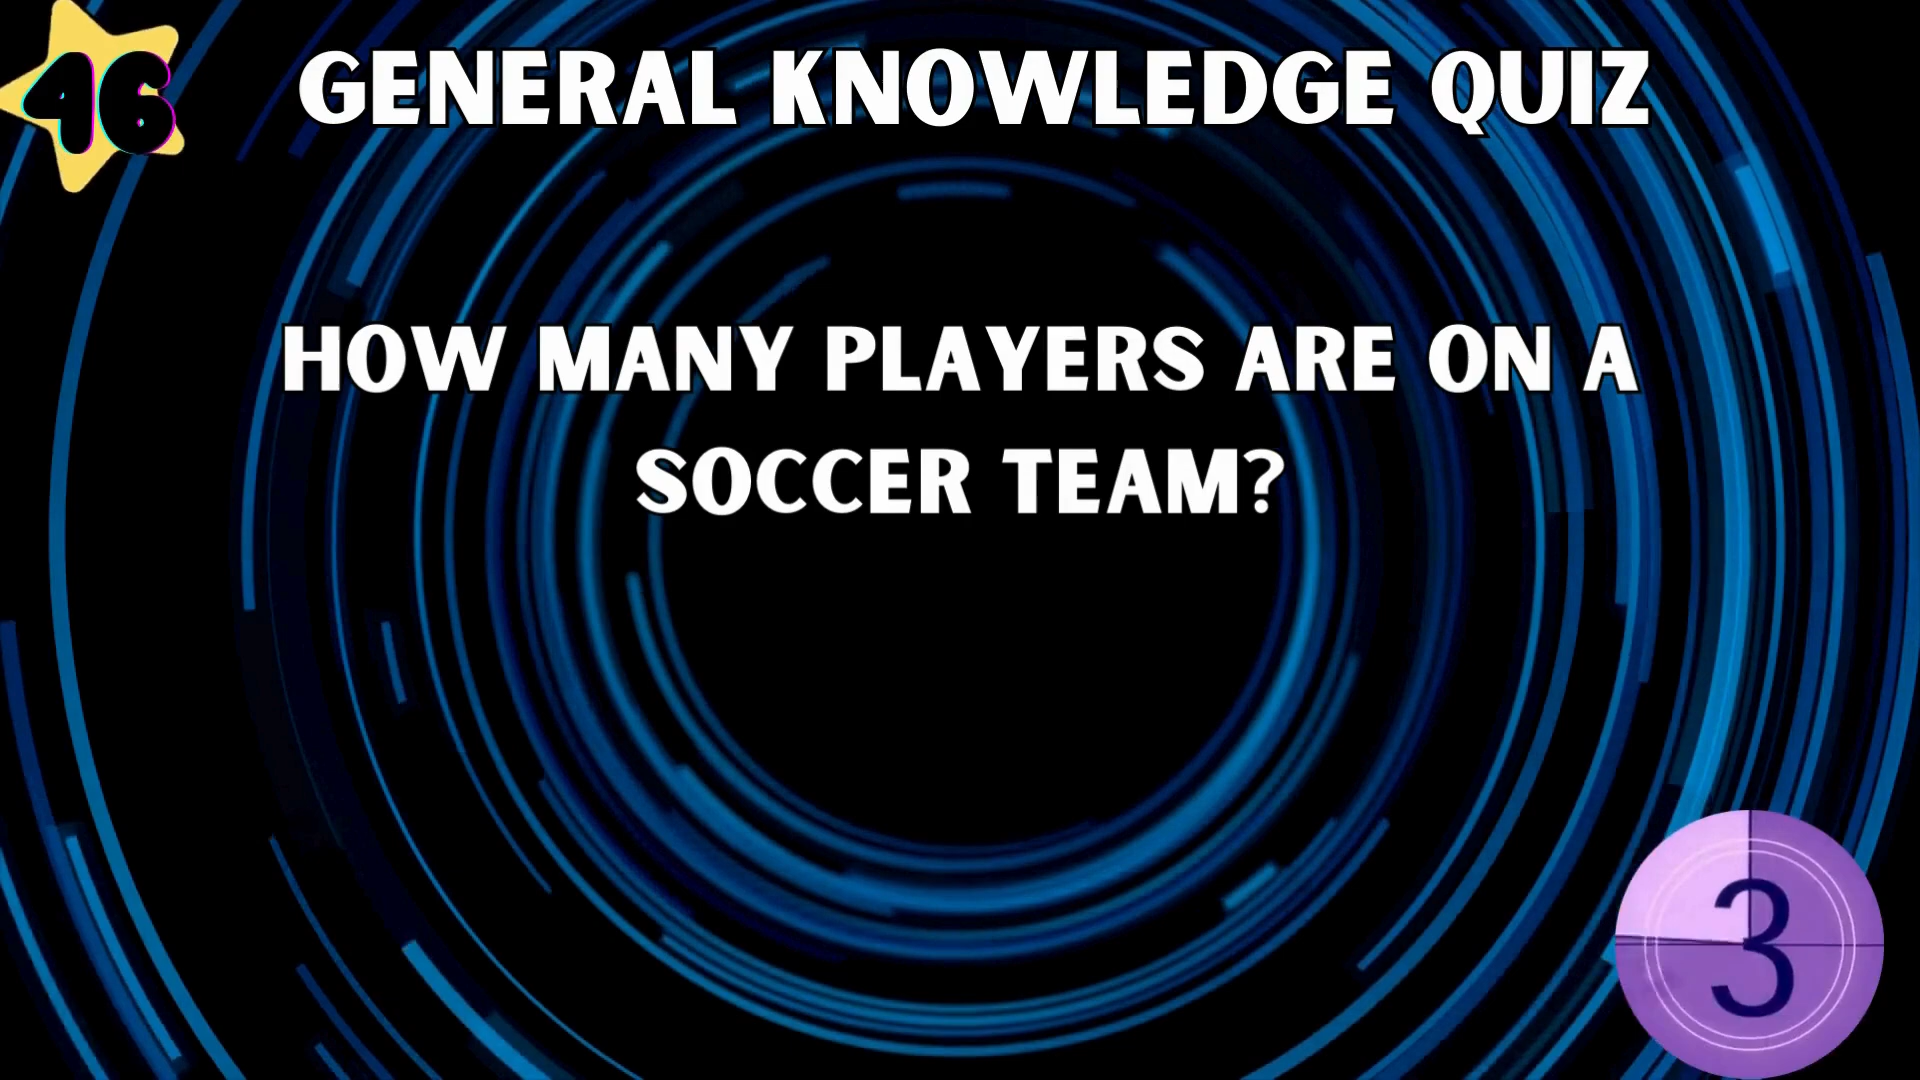 46
GENERAL KNOWLEDGE QUIZ
HOW MANY PLAYERS ARE ON A
SOCCER TEAM?
3